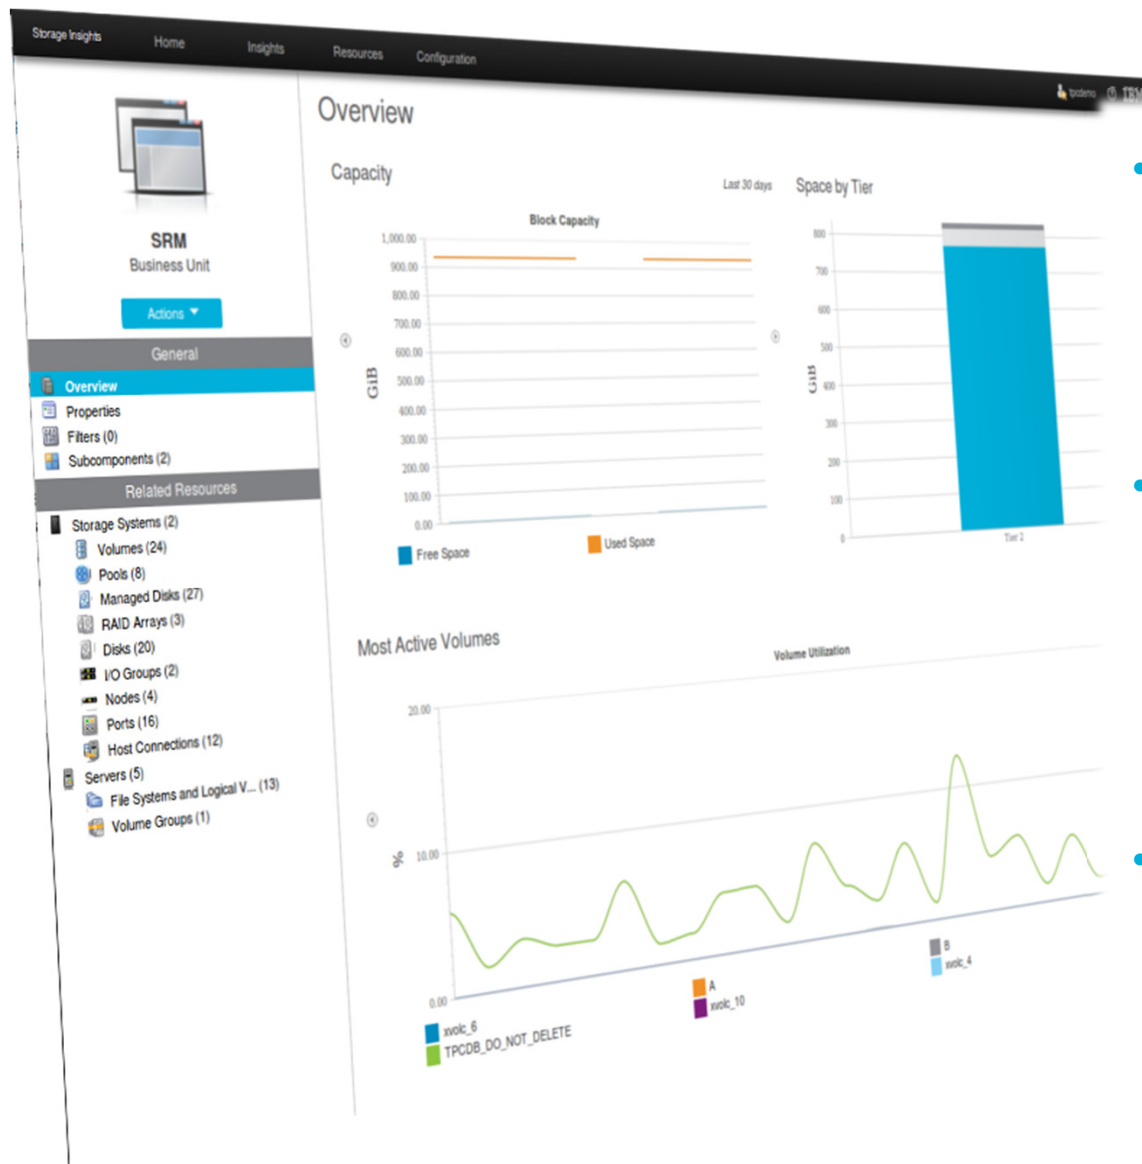 Storage Insights Home Insights Resources Configuration
tpcdemo IBM
SRM
Business Unit
Actions
General
Overview
Properties
Filters (0)
Subcomponents (2)
Related Resources
Storage Systems (2)
Volumes (24)
Pools (8)
Managed Disks (27)
RAID Arrays (3)
Disks (20)
I/O Groups (2)
Nodes (4)
Ports (16)
Host Connections (12)
Servers (5)
File Systems and Logical V... (13)
Volume Groups (1)
Overview
Capacity
Last 30 days
Block Capacity
1,000.00
900.00
800.00
700.00
600.00
500.00
400.00
300.00
200.00
100.00
0.00
GiB
Free Space
Used Space
Space by Tier
800
700
600
500
400
300
200
100
0
GiB
Tier 2
Most Active Volumes
Volume Utilization
20.00
10.00
0.00
%
xvolc_6
TPCDB_DO_NOT_DELETE
A
xvolc_10
B
xvolc_4